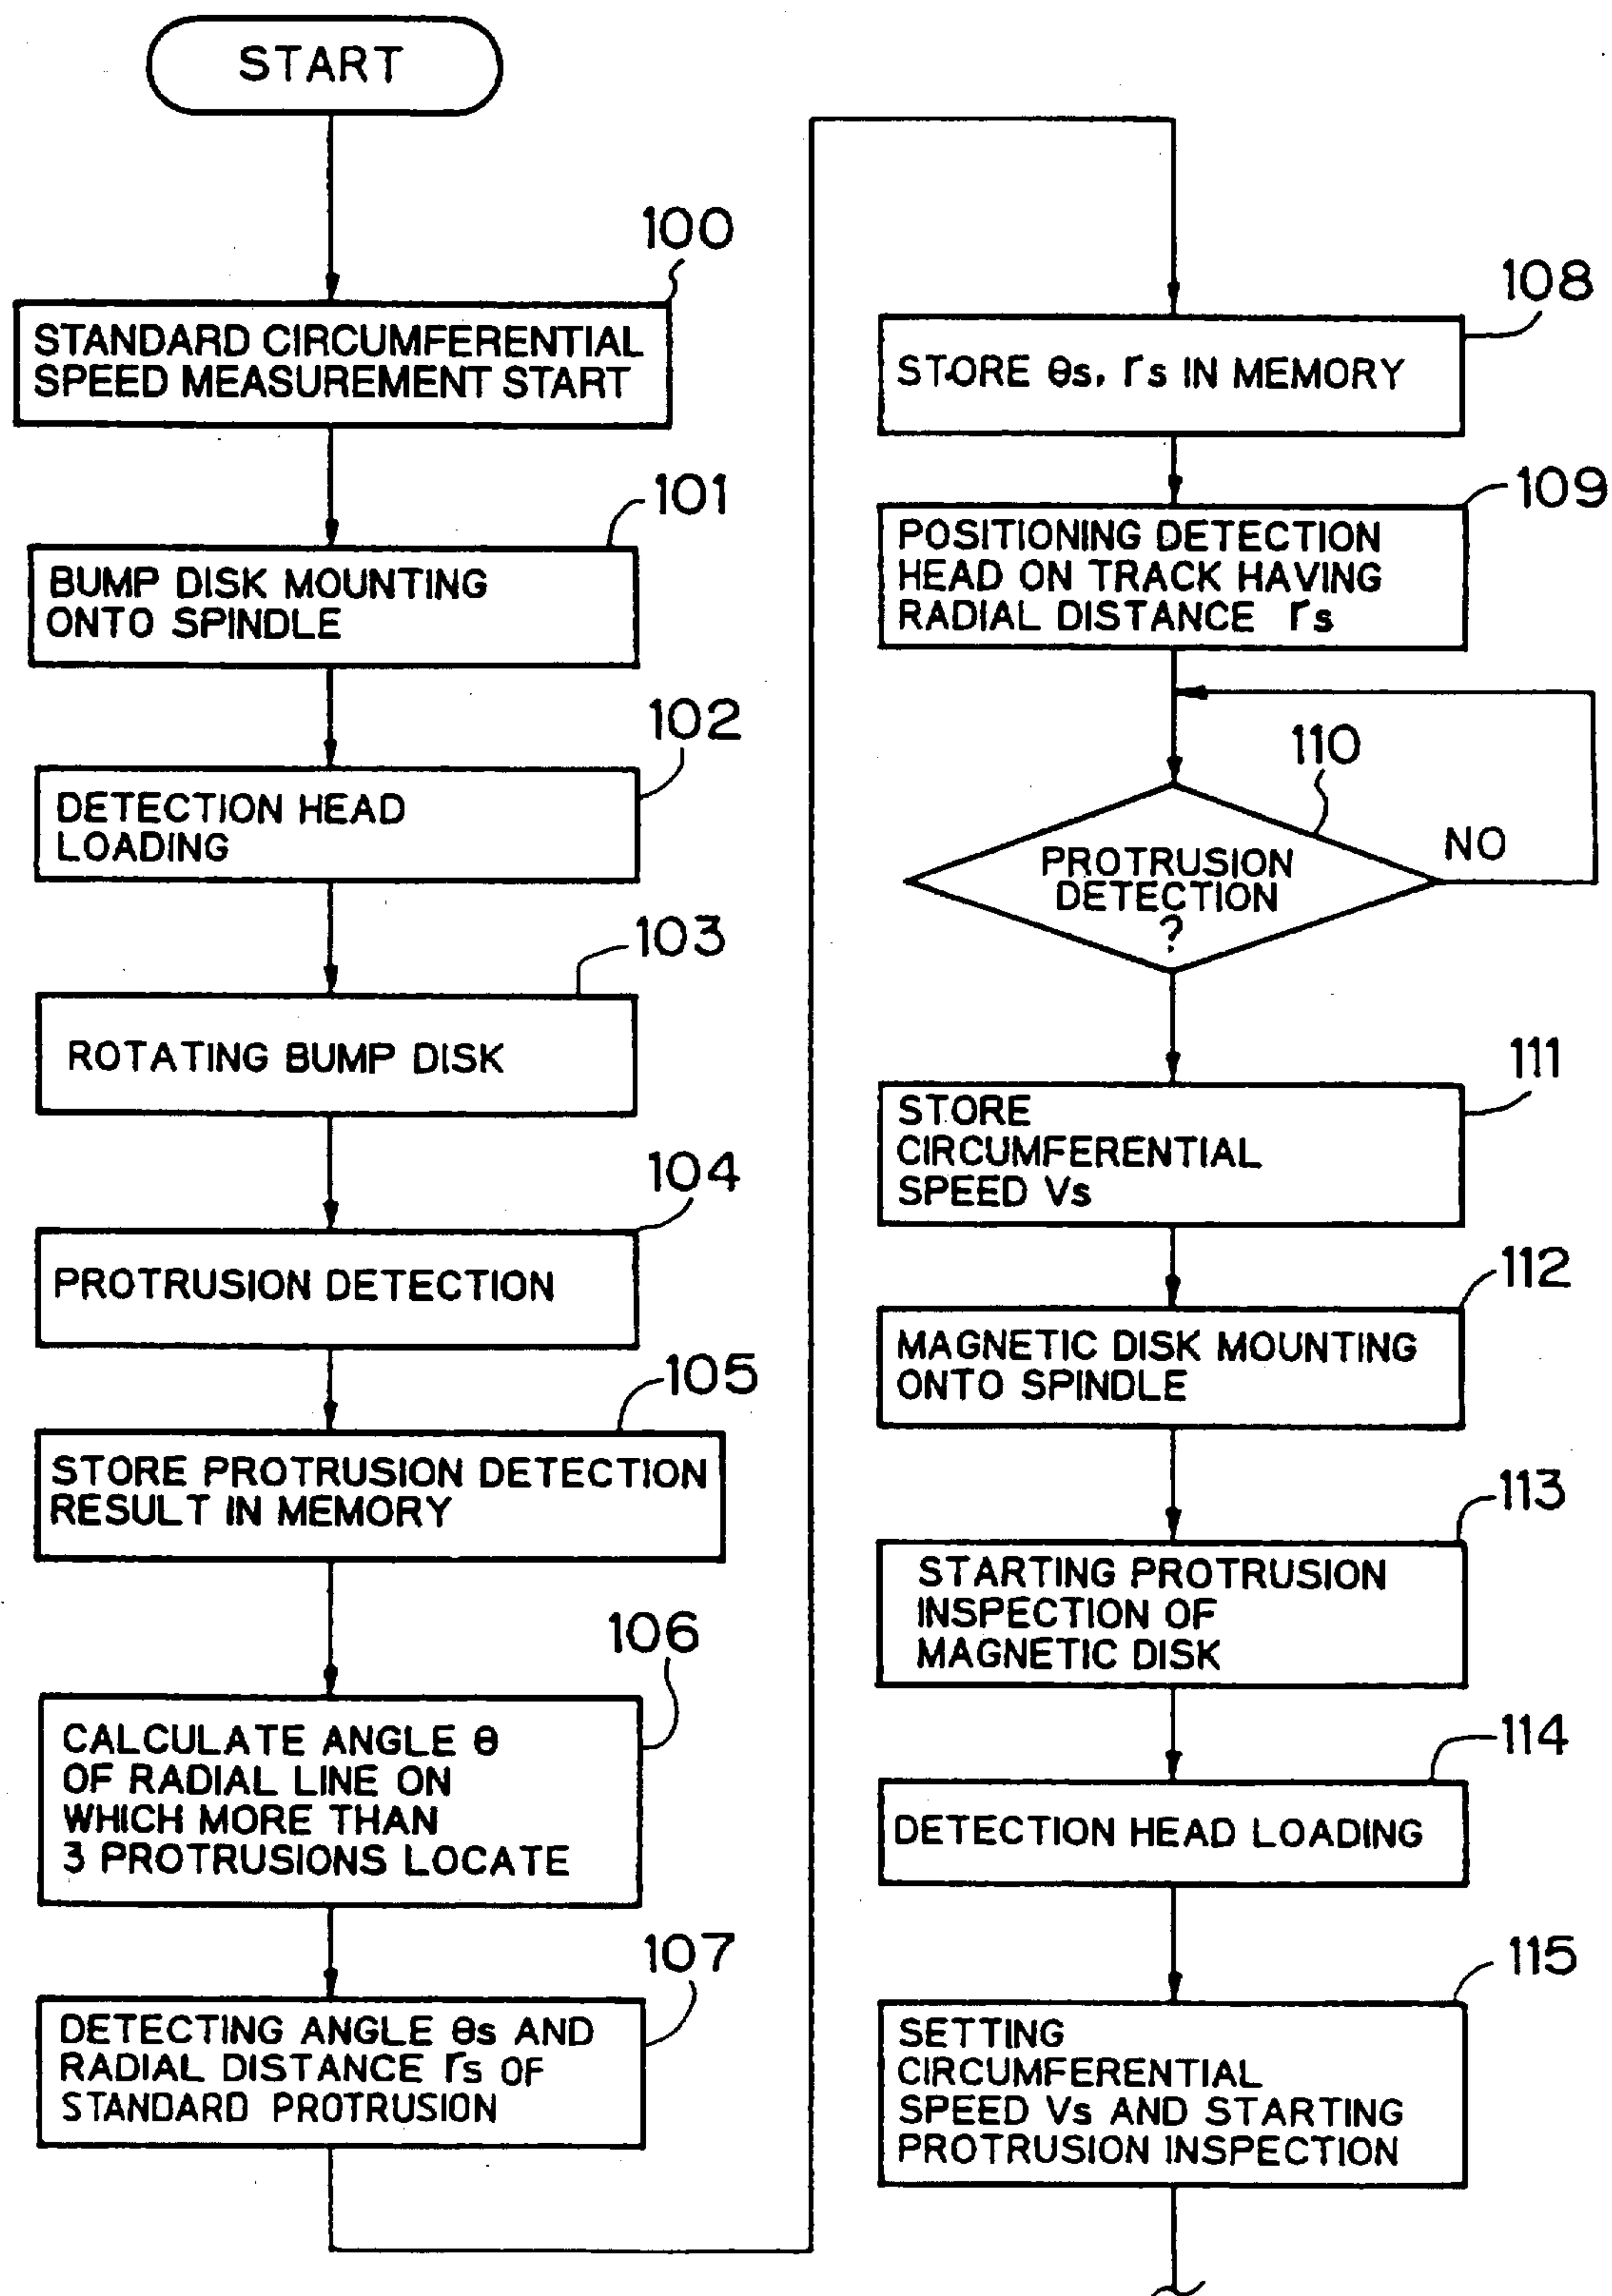 START
100
STANDARD CIRCUMFERENTIAL
SPEED MEASUREMENT START
101
BUMP DISK MOUNTING
ONTO SPINDLE
102
DETECTION HEAD
LOADING
103
ROTATING BUMP DISK
104
PROTRUSION DETECTION
105
STORE PROTRUSION DETECTION
RESULT IN MEMORY
106
CALCULATE ANGLE θ
OF RADIAL LINE ON
WHICH MORE THAN
3 PROTRUSIONS LOCATE
107
DETECTING ANGLE θs AND
RADIAL DISTANCE rs OF
STANDARD PROTRUSION
108
STORE θs, rs IN MEMORY
109
POSITIONING DETECTION
HEAD ON TRACK HAVING
RADIAL DISTANCE rs
110
PROTRUSION
DETECTION
?
NO
111
STORE
CIRCUMFERENTIAL
SPEED Vs
112
MAGNETIC DISK MOUNTING
ONTO SPINDLE
113
STARTING PROTRUSION
INSPECTION OF
MAGNETIC DISK
114
DETECTION HEAD LOADING
115
SETTING
CIRCUMFERENTIAL
SPEED Vs AND STARTING
PROTRUSION INSPECTION